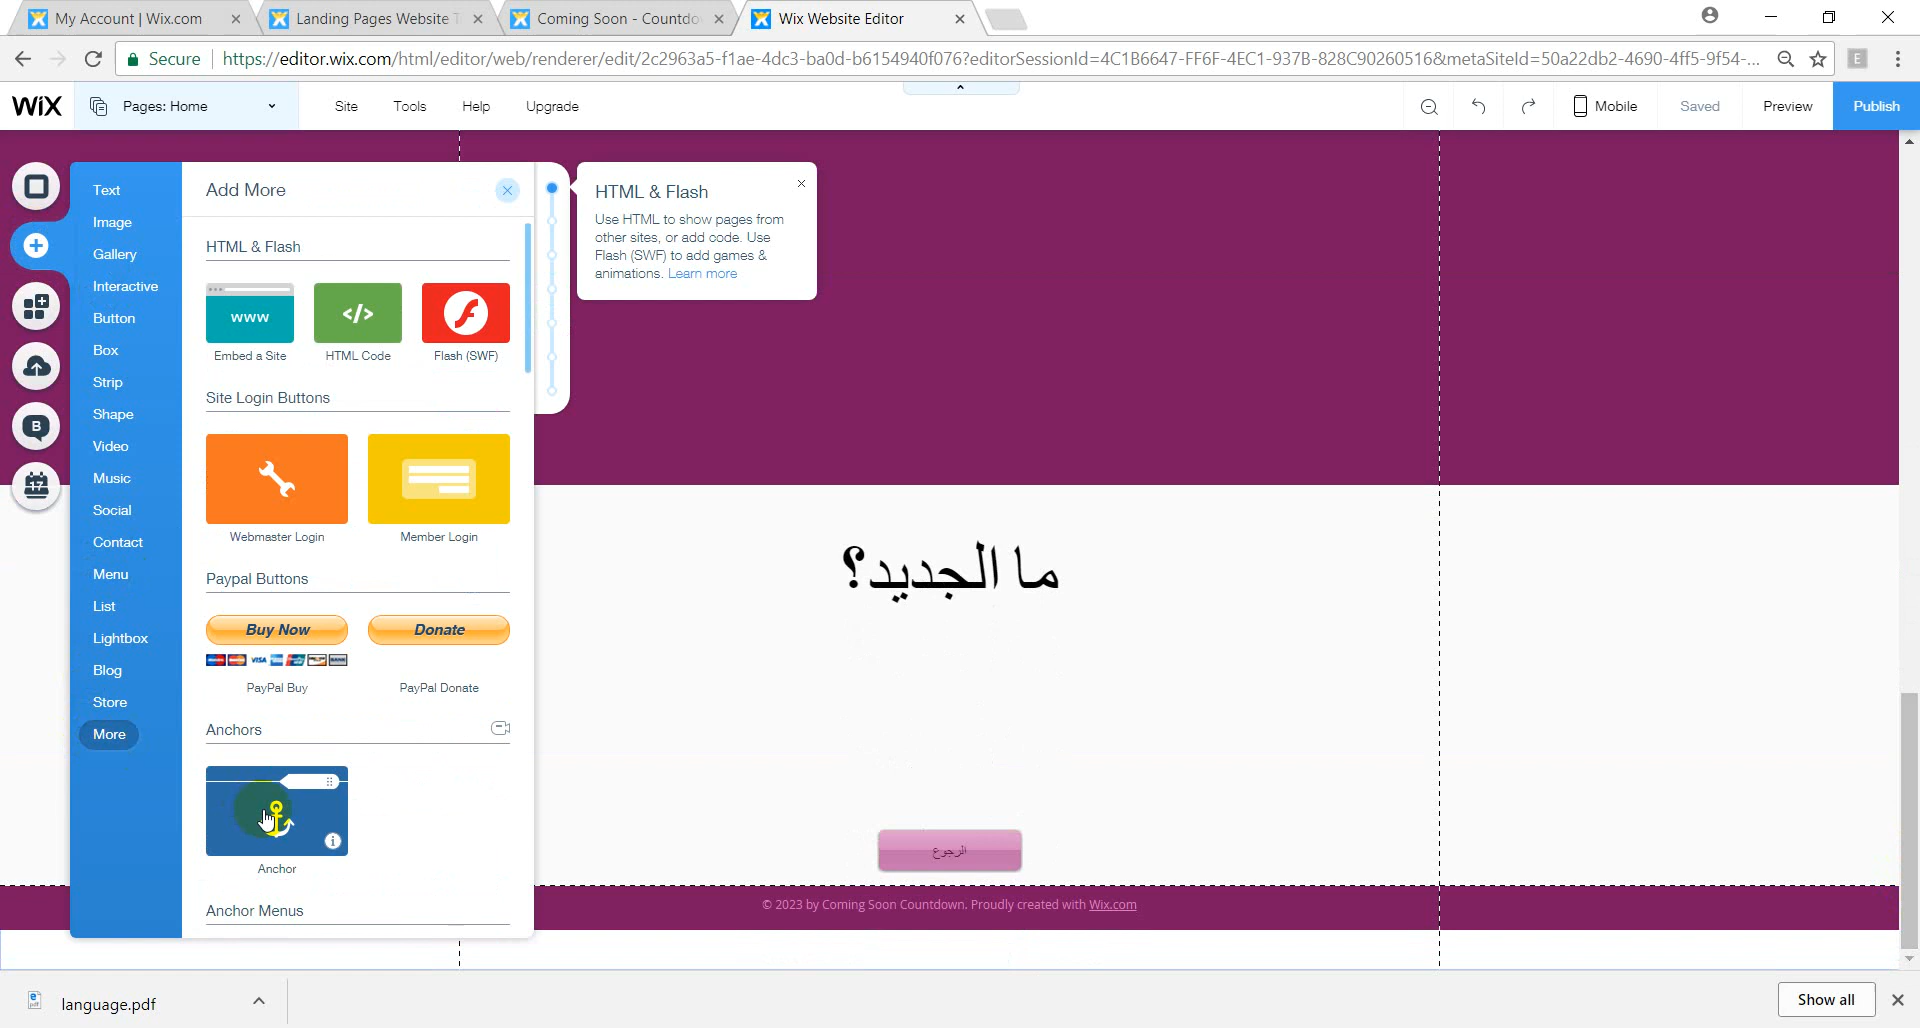 My Account | Wix.com
Landing Pages Website T
Coming Soon - Countdo
Wix Website Editor
Secure
https://editor.wix.com/html/editor/web/renderer/edit/2c2963a5-f1ae-4dc3-ba0d-b6154940f076?editorSessionId=4C1B6647-FF6F-4EC1-937B-828C90260516&metaSiteId=50a22db2-4690-4ff5-9f54-...
E
WiX
Pages: Home
Site
Tools
Help
Upgrade
Mobile
Saved
Preview
Publish
Text
Image
Gallery
Interactive
Button
Box
Strip
Shape
Video
Music
Social
Contact
Menu
List
Lightbox
Blog
Store
More
B
17
Add More
HTML & Flash
www
</>
Embed a Site
HTML Code
Flash (SWF)
Site Login Buttons
Webmaster Login
Member Login
Paypal Buttons
Buy Now
Donate
VISA
PayPal Buy
PayPal Donate
Anchors
Anchor
Anchor Menus
HTML & Flash
Use HTML to show pages from
other sites, or add code. Use
Flash (SWF) to add games &
animations. Learn more
ما الجديد؟
الرجوع
© 2023 by Coming Soon Countdown. Proudly created with Wix.com
language.pdf
Show all